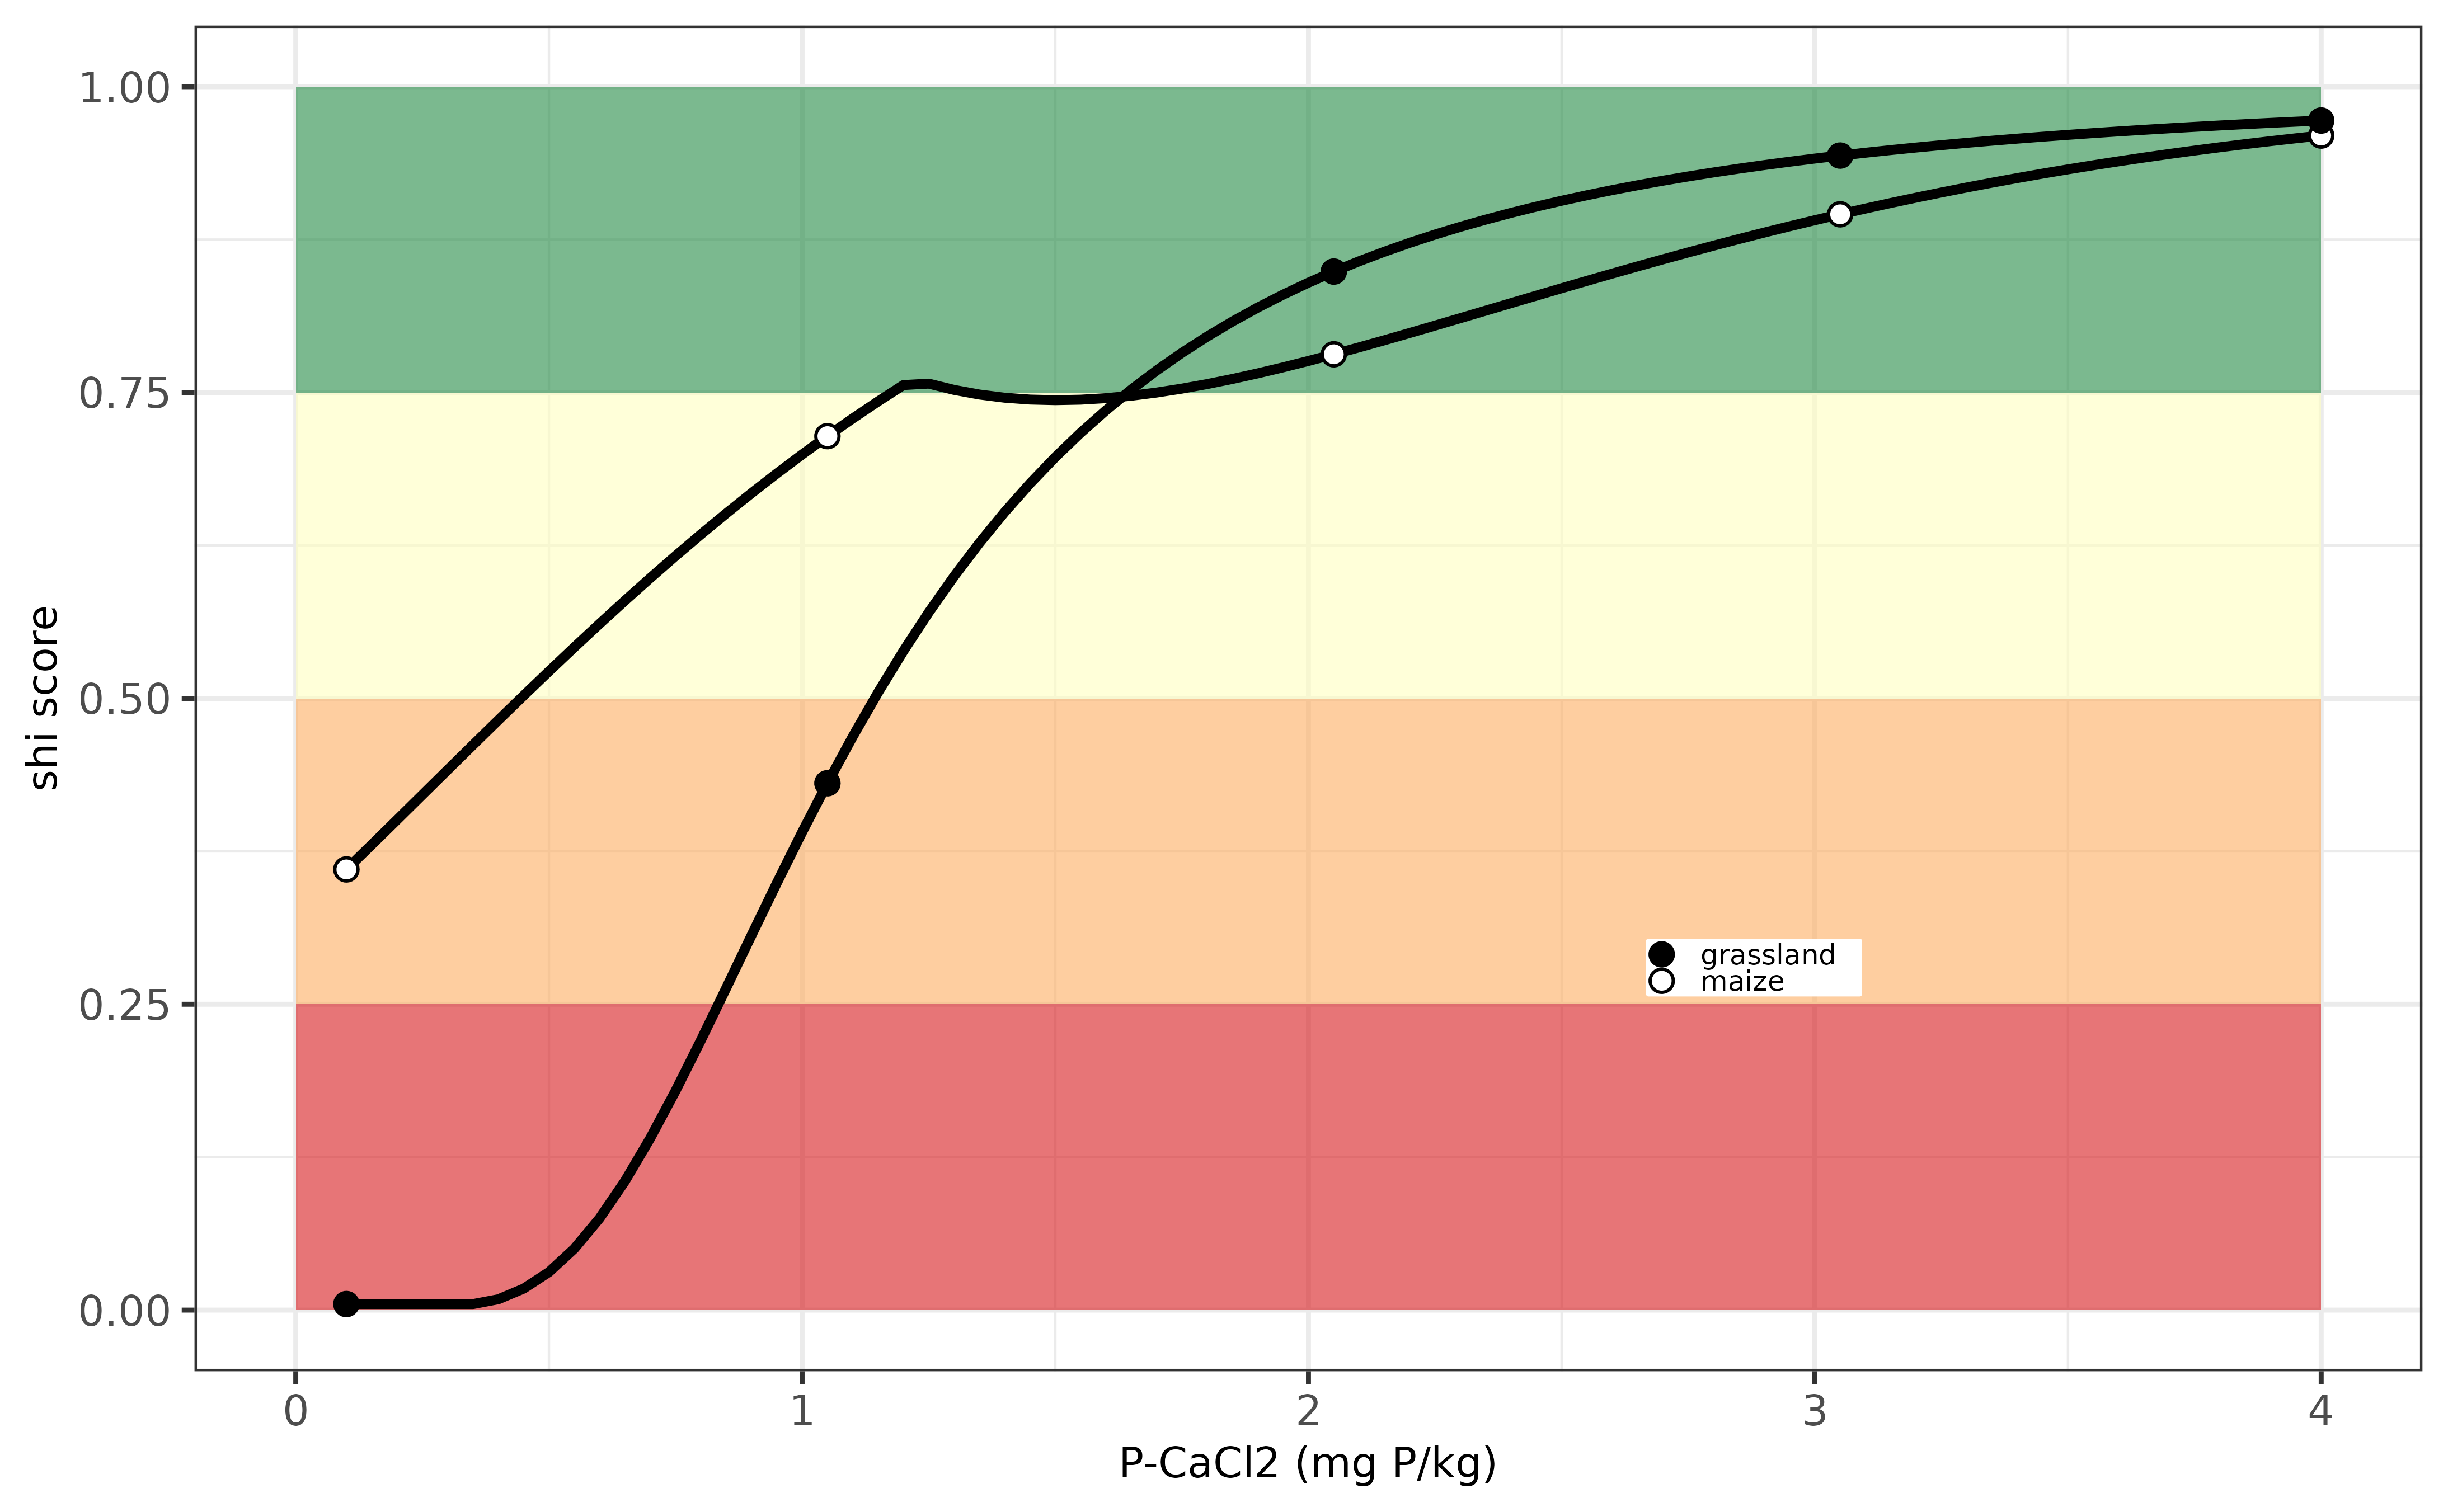 1.00
0.75
0.50
0.25
0.00
shi score
grassland
maize
0 1 2 3 4
P-CaCl2 (mg P/kg)